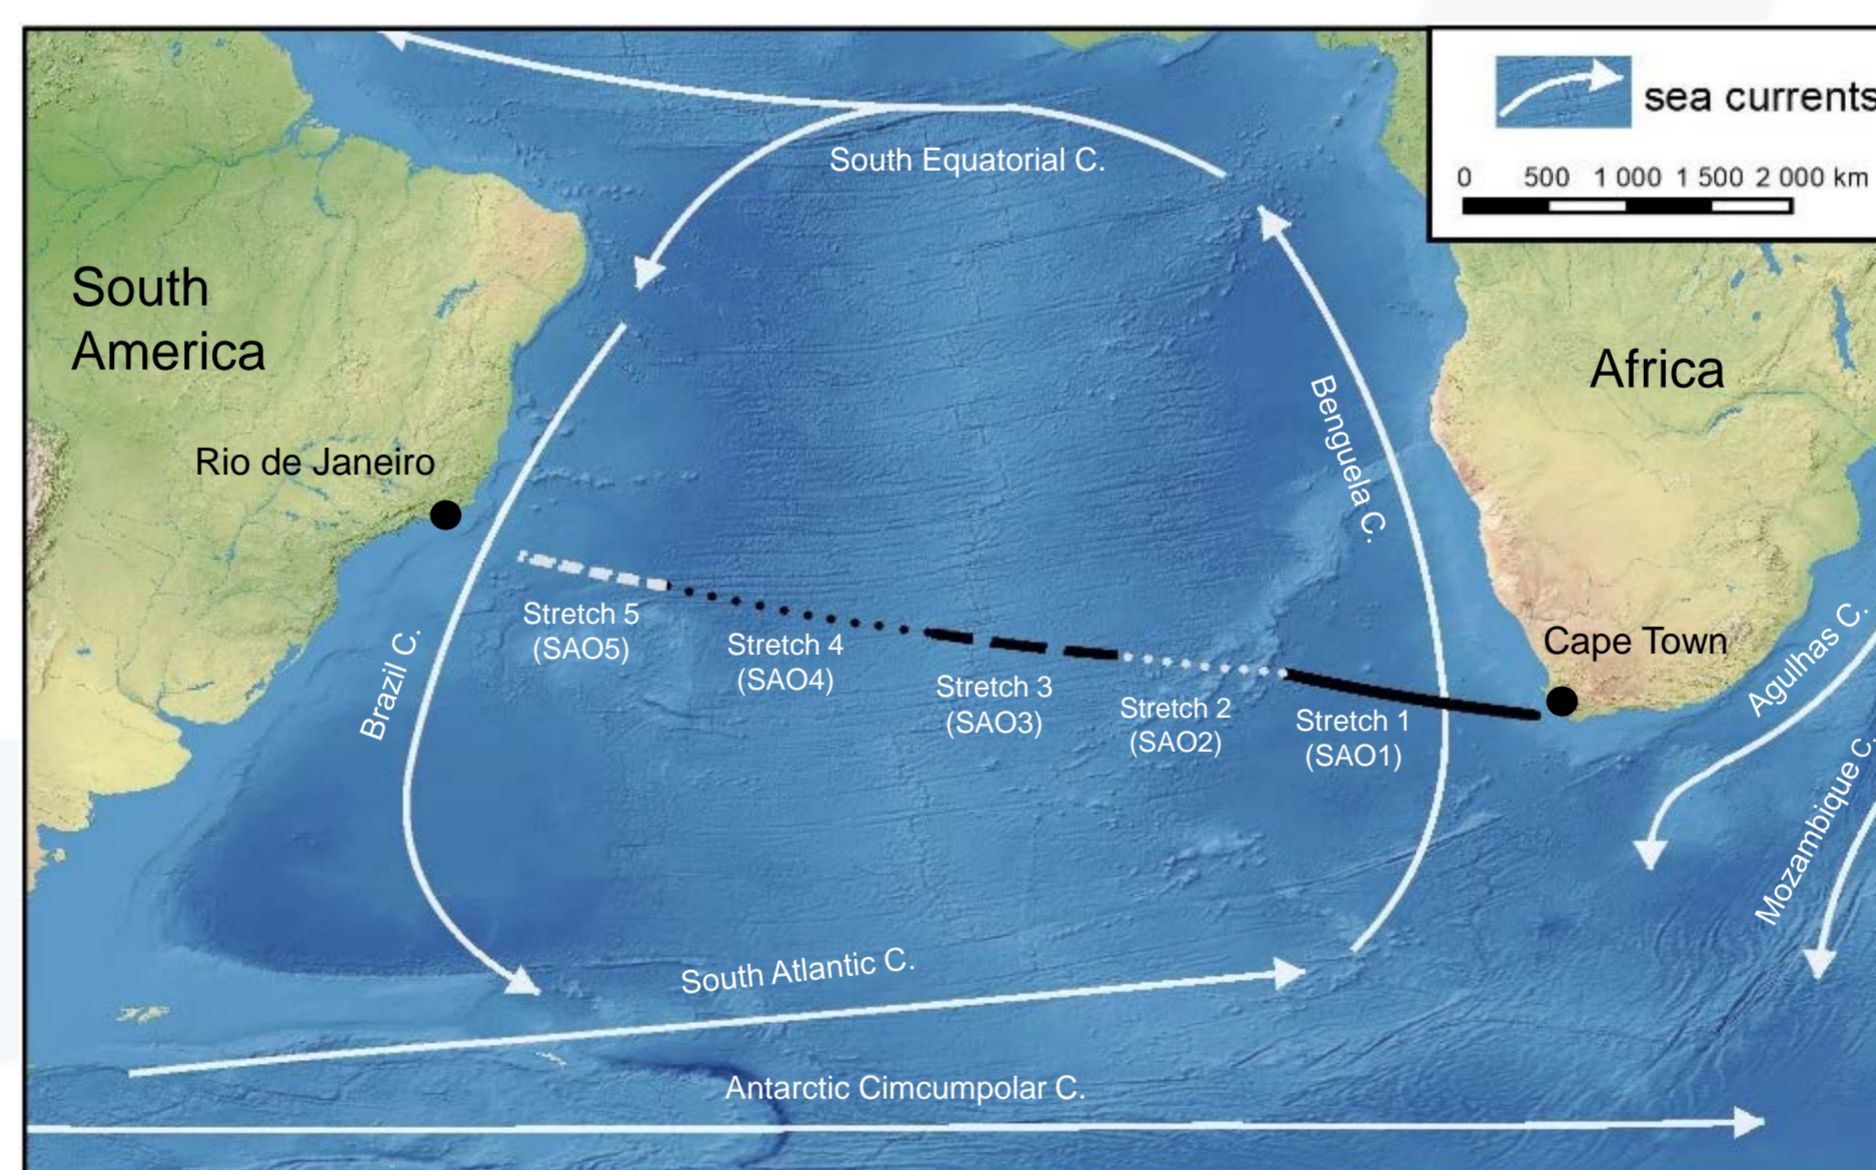 sea currents
0 500 1 000 1 500 2 000 km
South Equatorial C.
South
America
Africa
Benguela C.
Rio de Janeiro
Stretch 5
(SAO5)
Stretch 4
(SAO4)
Stretch 3
(SAO3)
Stretch 2
(SAO2)
Stretch 1
(SAO1)
Cape Town
Brazil C.
Agulhas C.
Mozambique C.
South Atlantic C.
Antarctic Cimcumpolar C.